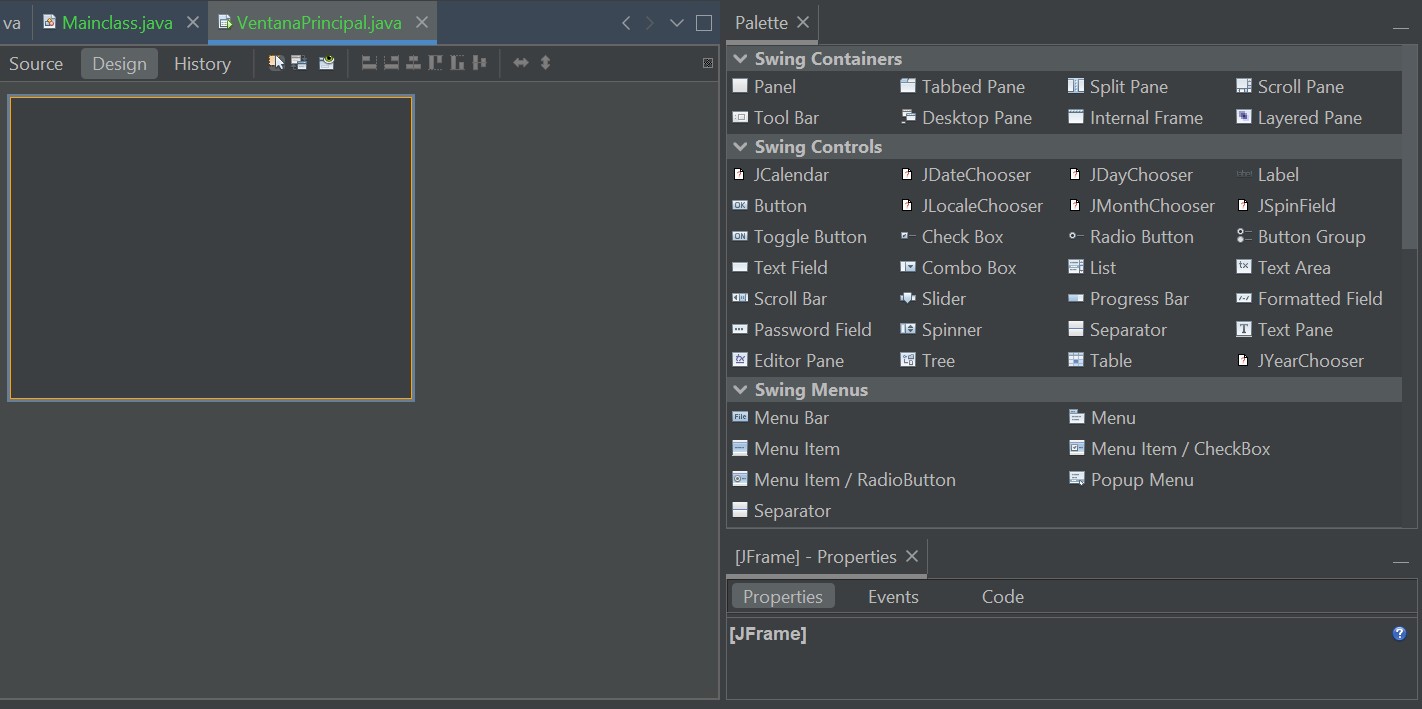 va Mainclass.java VentanaPrincipal.java
Source Design History
Palette
Swing Containers
Panel Tabbed Pane Split Pane Scroll Pane
Tool Bar Desktop Pane Internal Frame Layered Pane
Swing Controls
JCalendar JDateChooser JDayChooser Label
Button JLocaleChooser JMonthChooser JSpinField
Toggle Button Check Box Radio Button Button Group
Text Field Combo Box List Text Area
Scroll Bar Slider Progress Bar Formatted Field
Password Field Spinner Separator Text Pane
Editor Pane Tree Table JYearChooser
Swing Menus
Menu Bar Menu
Menu Item Menu Item / CheckBox
Menu Item / RadioButton Popup Menu
Separator
[JFrame] - Properties
Properties Events Code
[JFrame]